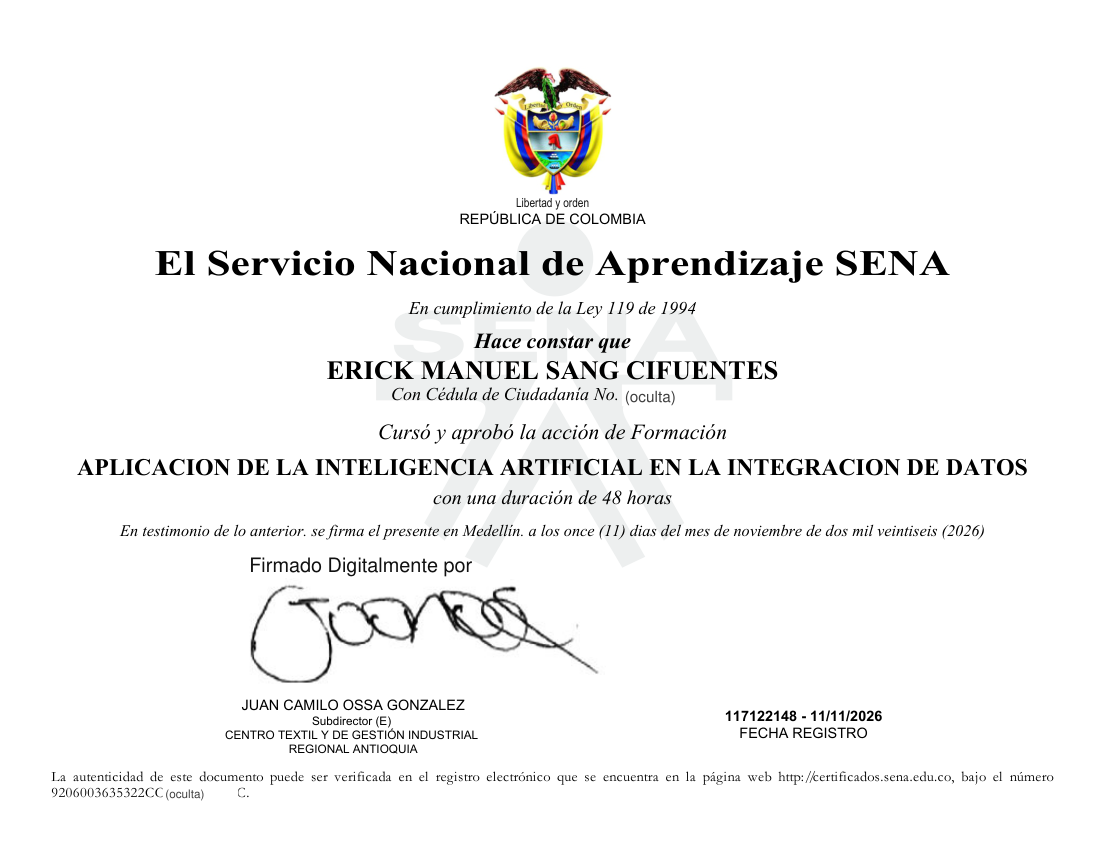 Libertad y Orden
Libertad y orden
REPÚBLICA DE COLOMBIA
El Servicio Nacional de Aprendizaje SENA
En cumplimiento de la Ley 119 de 1994
SENA
Hace constar que
ERICK MANUEL SANG CIFUENTES
Con Cédula de Ciudadanía No. (oculta)
Cursó y aprobó la acción de Formación
APLICACION DE LA INTELIGENCIA ARTIFICIAL EN LA INTEGRACION DE DATOS
con una duración de 48 horas
En testimonio de lo anterior. se firma el presente en Medellín. a los once (11) dias del mes de noviembre de dos mil veintiseis (2026)
Firmado Digitalmente por
JUAN CAMILO OSSA GONZALEZ
Subdirector (E)
CENTRO TEXTIL Y DE GESTIÓN INDUSTRIAL
REGIONAL ANTIOQUIA
117122148 - 11/11/2026
FECHA REGISTRO
La autenticidad de este documento puede ser verificada en el registro electrónico que se encuentra en la página web http://certificados.sena.edu.co, bajo el número
9206003635322CC(oculta) C.